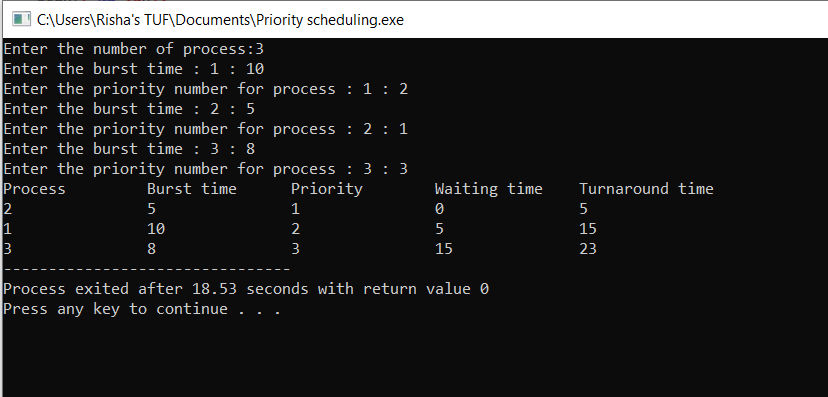 C:\Users\Risha's TUF\Documents\Priority scheduling.exe
Enter the number of process:3
Enter the burst time : 1 : 10
Enter the priority number for process : 1 : 2
Enter the burst time : 2 : 5
Enter the priority number for process : 2 : 1
Enter the burst time : 3 : 8
Enter the priority number for process : 3 : 3
Process Burst time Priority Waiting time Turnaround time
2 5 1 0 5
1 10 2 5 15
3 8 3 15 23
--------------------------------
Process exited after 18.53 seconds with return value 0
Press any key to continue . . .